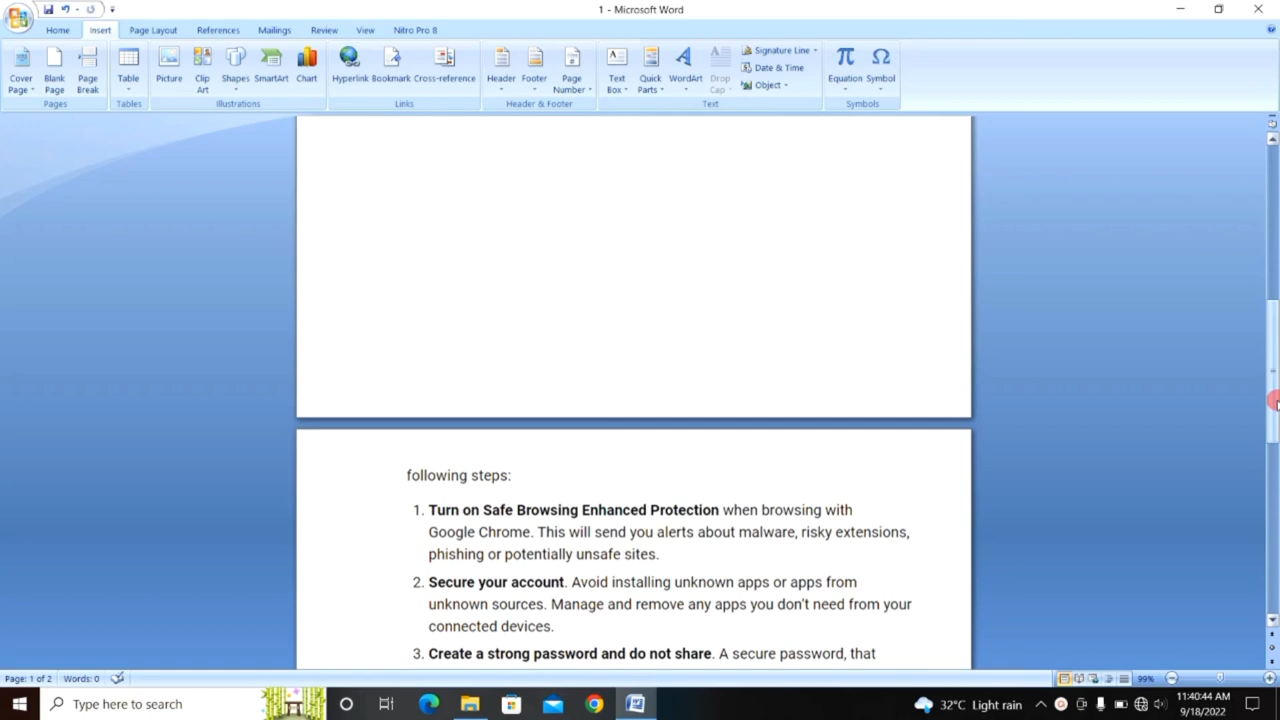 1 - Microsoft Word
Home Insert Page Layout References Mailings Review View Nitro Pro 8
Cover Page Blank Page Page Break Table Picture Clip Art Shapes SmartArt Chart Hyperlink Bookmark Cross-reference Header Footer Page Number Text Box Quick Parts WordArt Drop Cap Signature Line Date & Time Object Equation Symbol
Pages Tables Illustrations Links Header & Footer Text Symbols
following steps:
1. Turn on Safe Browsing Enhanced Protection when browsing with
Google Chrome. This will send you alerts about malware, risky extensions,
phishing or potentially unsafe sites.
2. Secure your account. Avoid installing unknown apps or apps from
unknown sources. Manage and remove any apps you don't need from your
connected devices.
3. Create a strong password and do not share. A secure password, that
Page: 1 of 2 Words: 0 99%
Type here to search 32°C Light rain 11:40:44 AM
9/18/2022